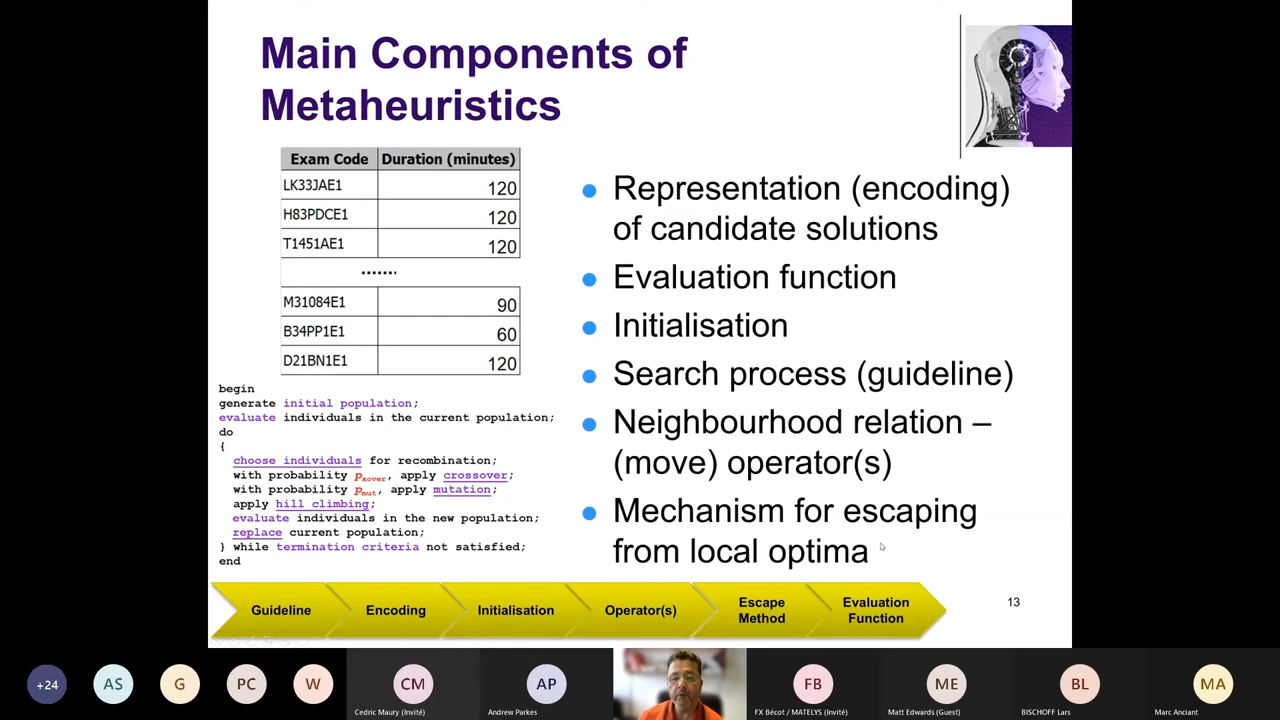 Main Components of
Metaheuristics
Exam Code Duration (minutes)
LK33JAE1 120
H83PDCE1 120
T1451AE1 120
.......
M31084E1 90
B34PP1E1 60
D21BN1E1 120
begin
generate initial population;
evaluate individuals in the current population;
do
{
choose individuals for recombination;
with probability pxover, apply crossover;
with probability pmut, apply mutation;
apply hill climbing;
evaluate individuals in the new population;
replace current population;
} while termination criteria not satisfied;
end
Representation (encoding)
of candidate solutions
Evaluation function
Initialisation
Search process (guideline)
Neighbourhood relation –
(move) operator(s)
Mechanism for escaping
from local optima
Guideline
Encoding
Initialisation
Operator(s)
Escape
Method
Evaluation
Function
13
+24
AS
G
PC
W
CM
Cedric Maury (Invité)
AP
Andrew Parkes
FB
FX Bécot / MATELYS (Invité)
ME
Matt Edwards (Guest)
BL
BISCHOFF Lars
MA
Marc Anciant